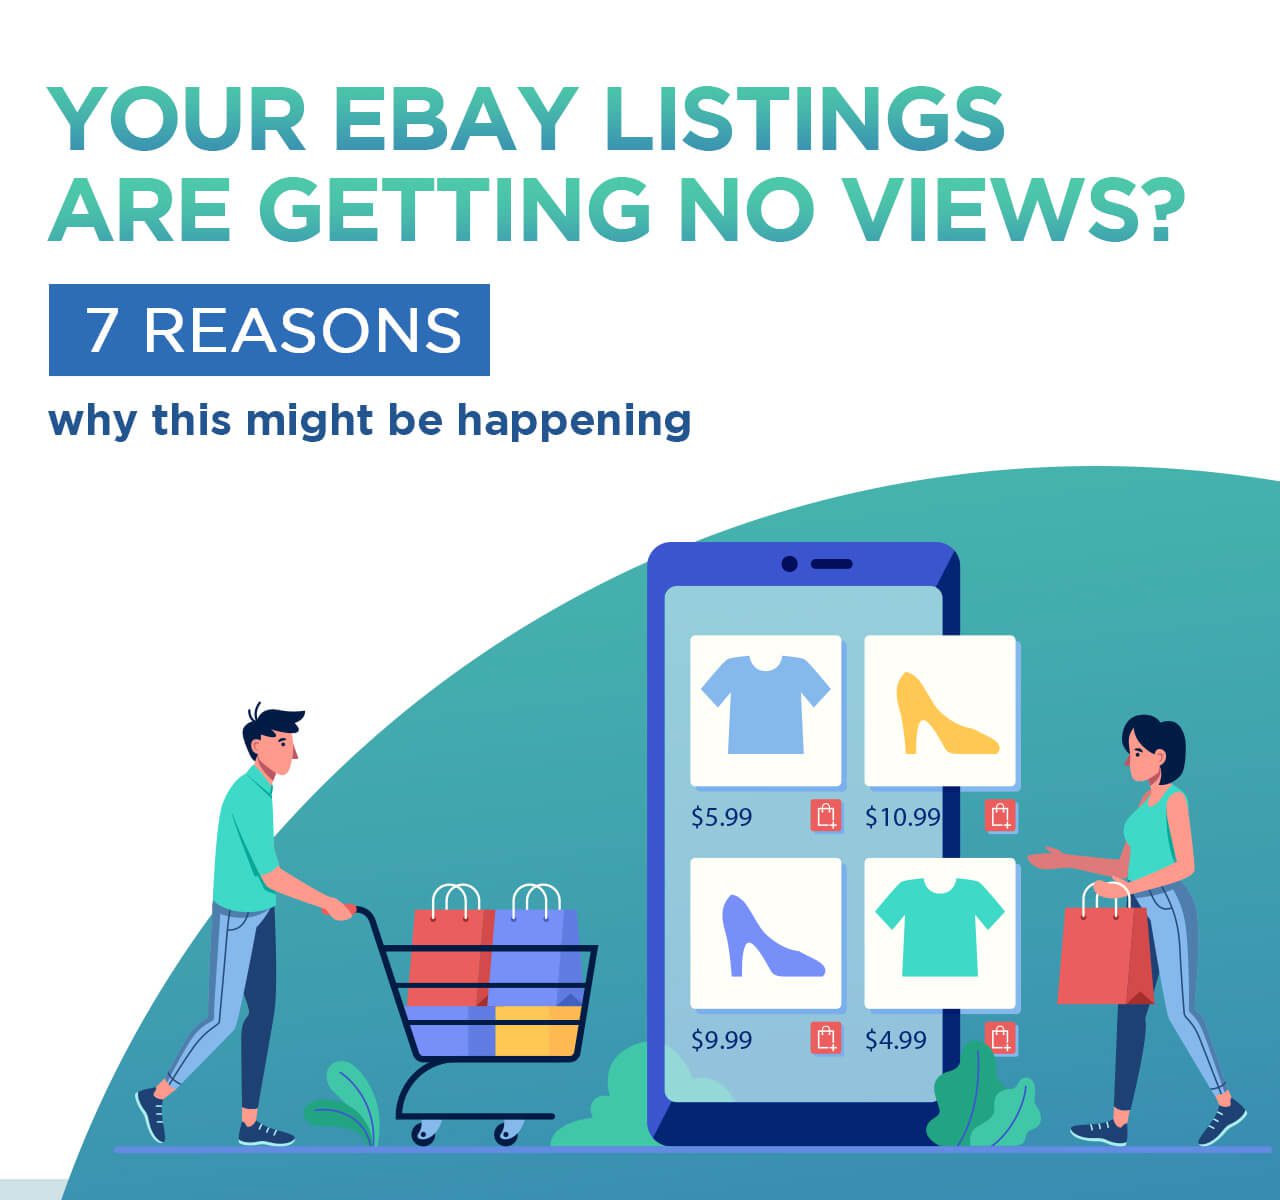 YOUR EBAY LISTINGS
ARE GETTING NO VIEWS?
7 REASONS
why this might be happening
$5.99
$10.99
$9.99
$4.99